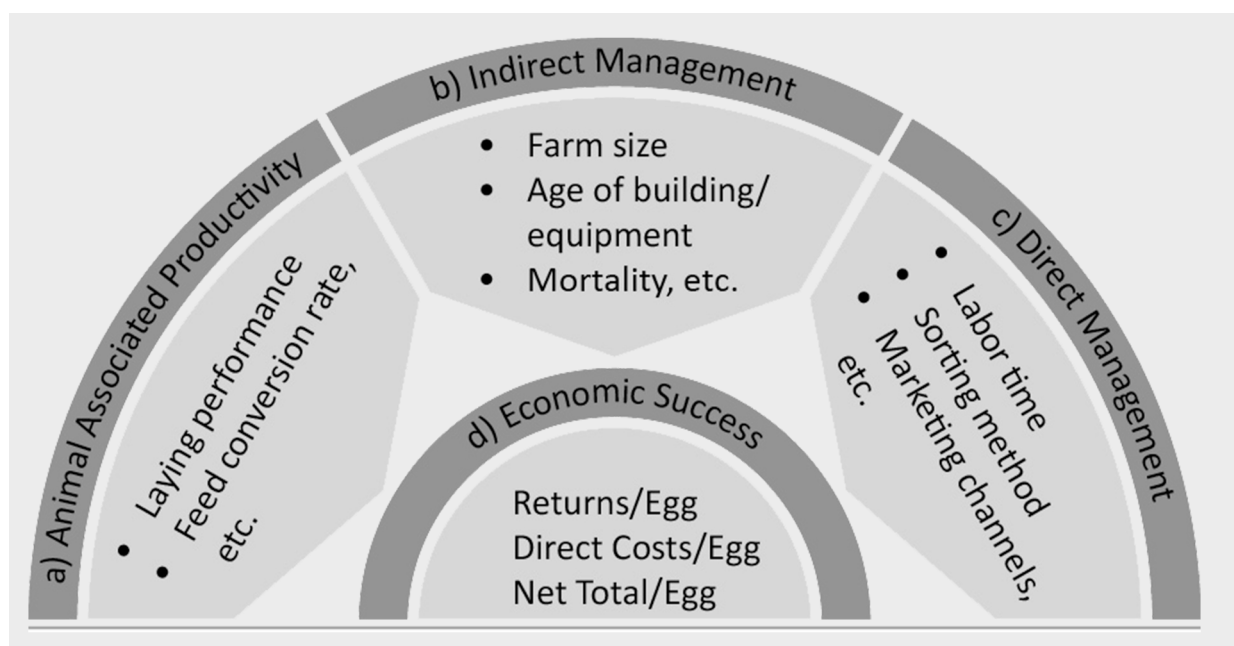 a) Animal Associated Productivity
• Laying performance
• Feed conversion rate,
etc.
b) Indirect Management
• Farm size
• Age of building/
equipment
• Mortality, etc.
c) Direct Management
• Labor time
• Sorting method
• Marketing channels,
etc.
d) Economic Success
Returns/Egg
Direct Costs/Egg
Net Total/Egg